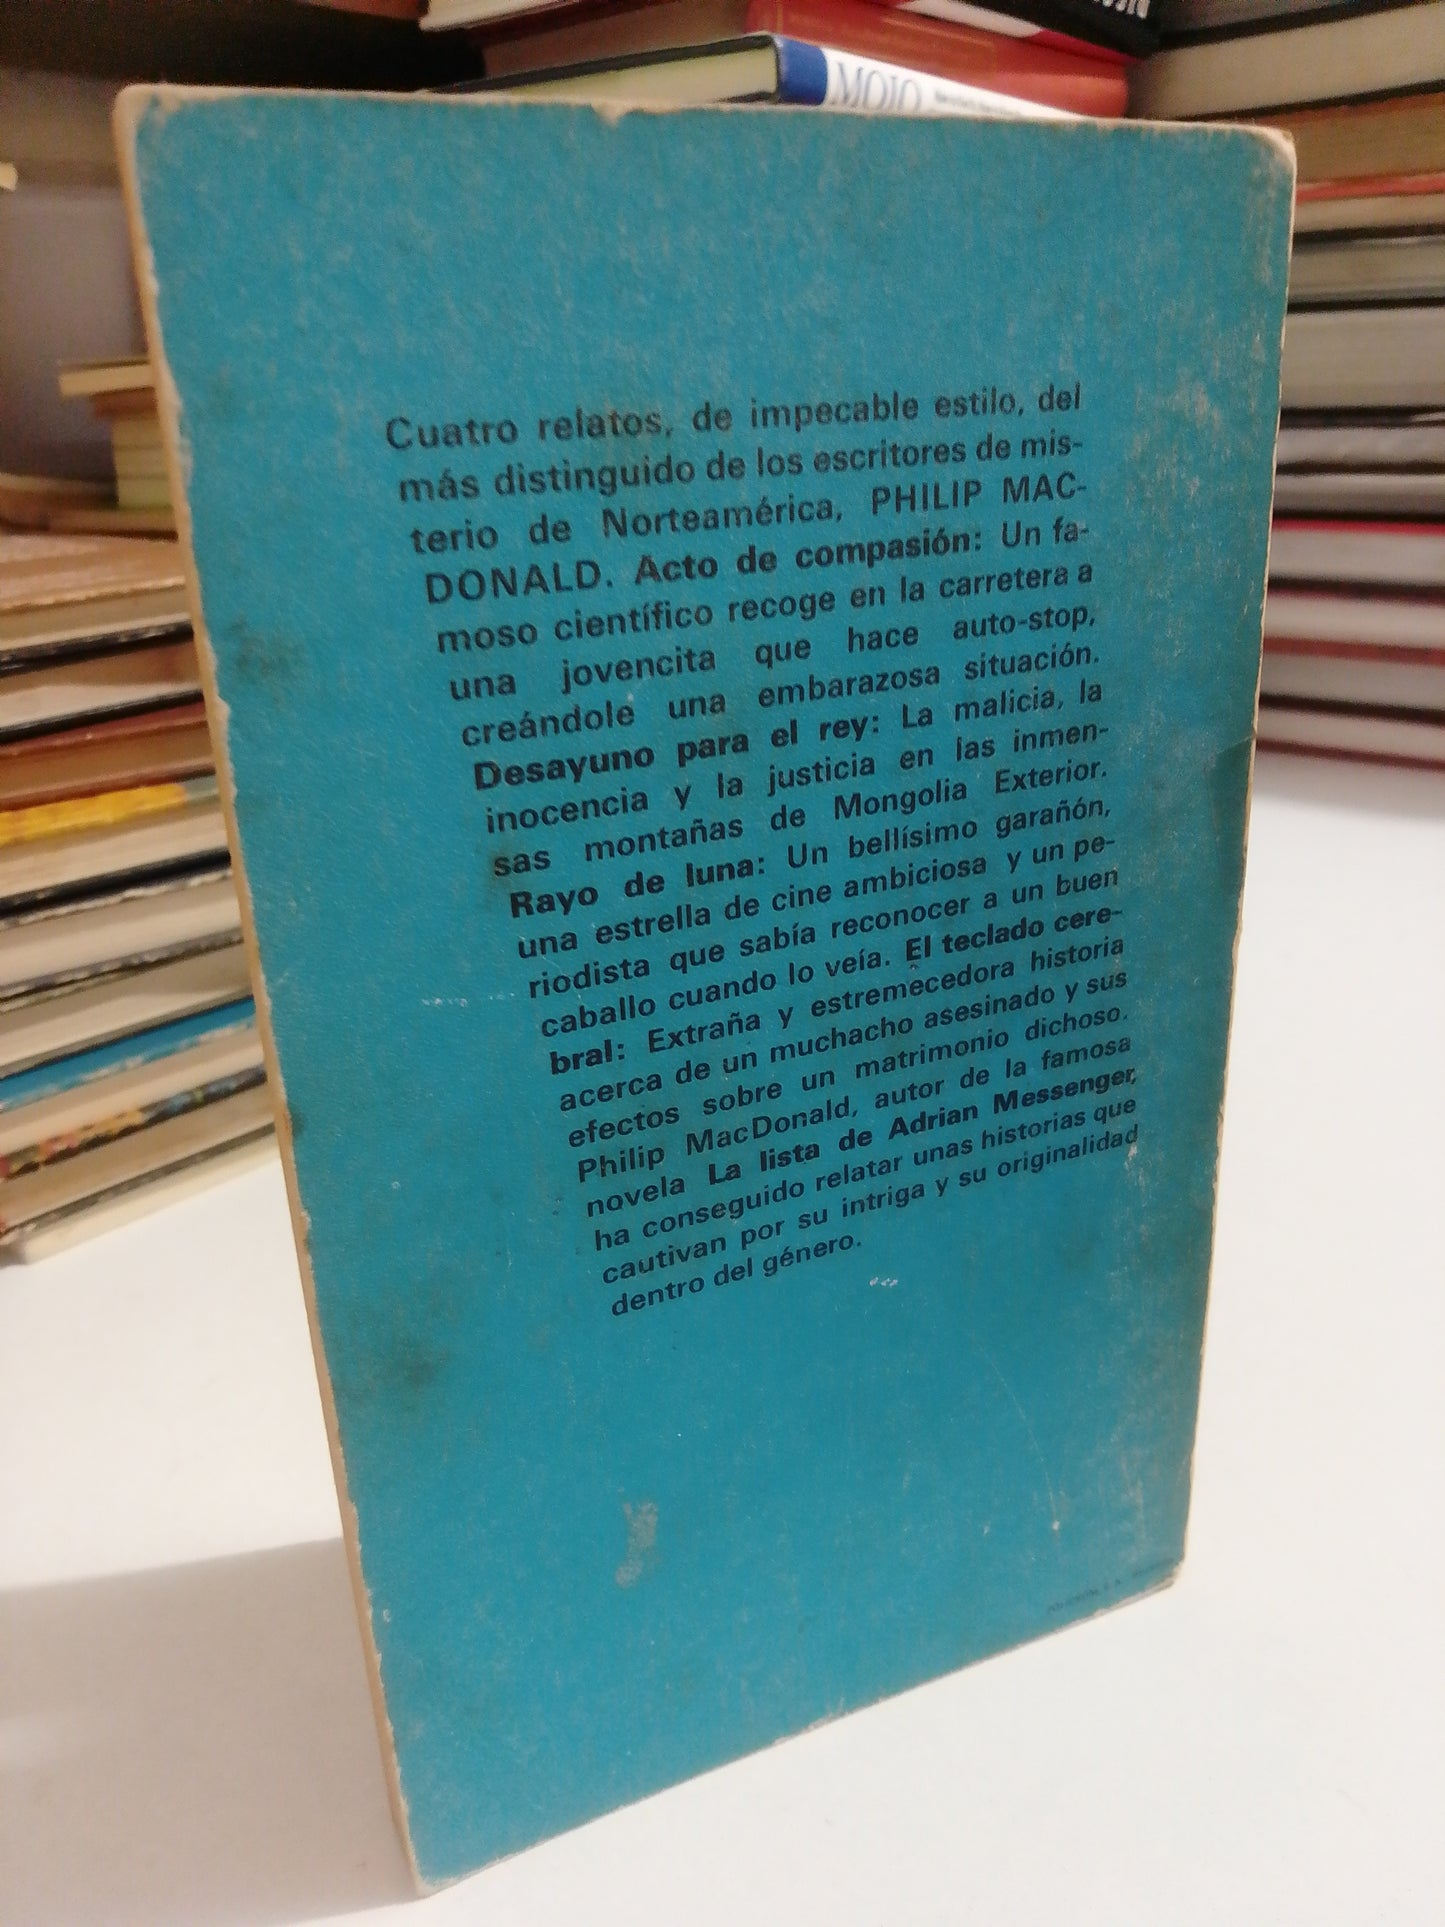 MOJO
Cuatro relatos, de impecable estilo, del
más distinguido de los escritores de mis-
terio de Norteamérica, PHILIP MAC-
DONALD. Acto de compasión: Un fa-
moso científico recoge en la carretera a
una jovencita que hace auto-stop,
creándole una embarazosa situación.
Desayuno para el rey: La malicia, la
inocencia y la justicia en las inmen-
sas montañas de Mongolia Exterior.
Rayo de luna: Un bellísimo garañón,
una estrella de cine ambiciosa y un pe-
riodista que sabía reconocer a un buen
caballo cuando lo veía. El teclado cere-
bral: Extraña y estremecedora historia
acerca de un muchacho asesinado y sus
efectos sobre un matrimonio dichoso.
Philip MacDonald, autor de la famosa
novela La lista de Adrian Messenger,
ha conseguido relatar unas historias que
cautivan por su intriga y su originalidad
dentro del género.